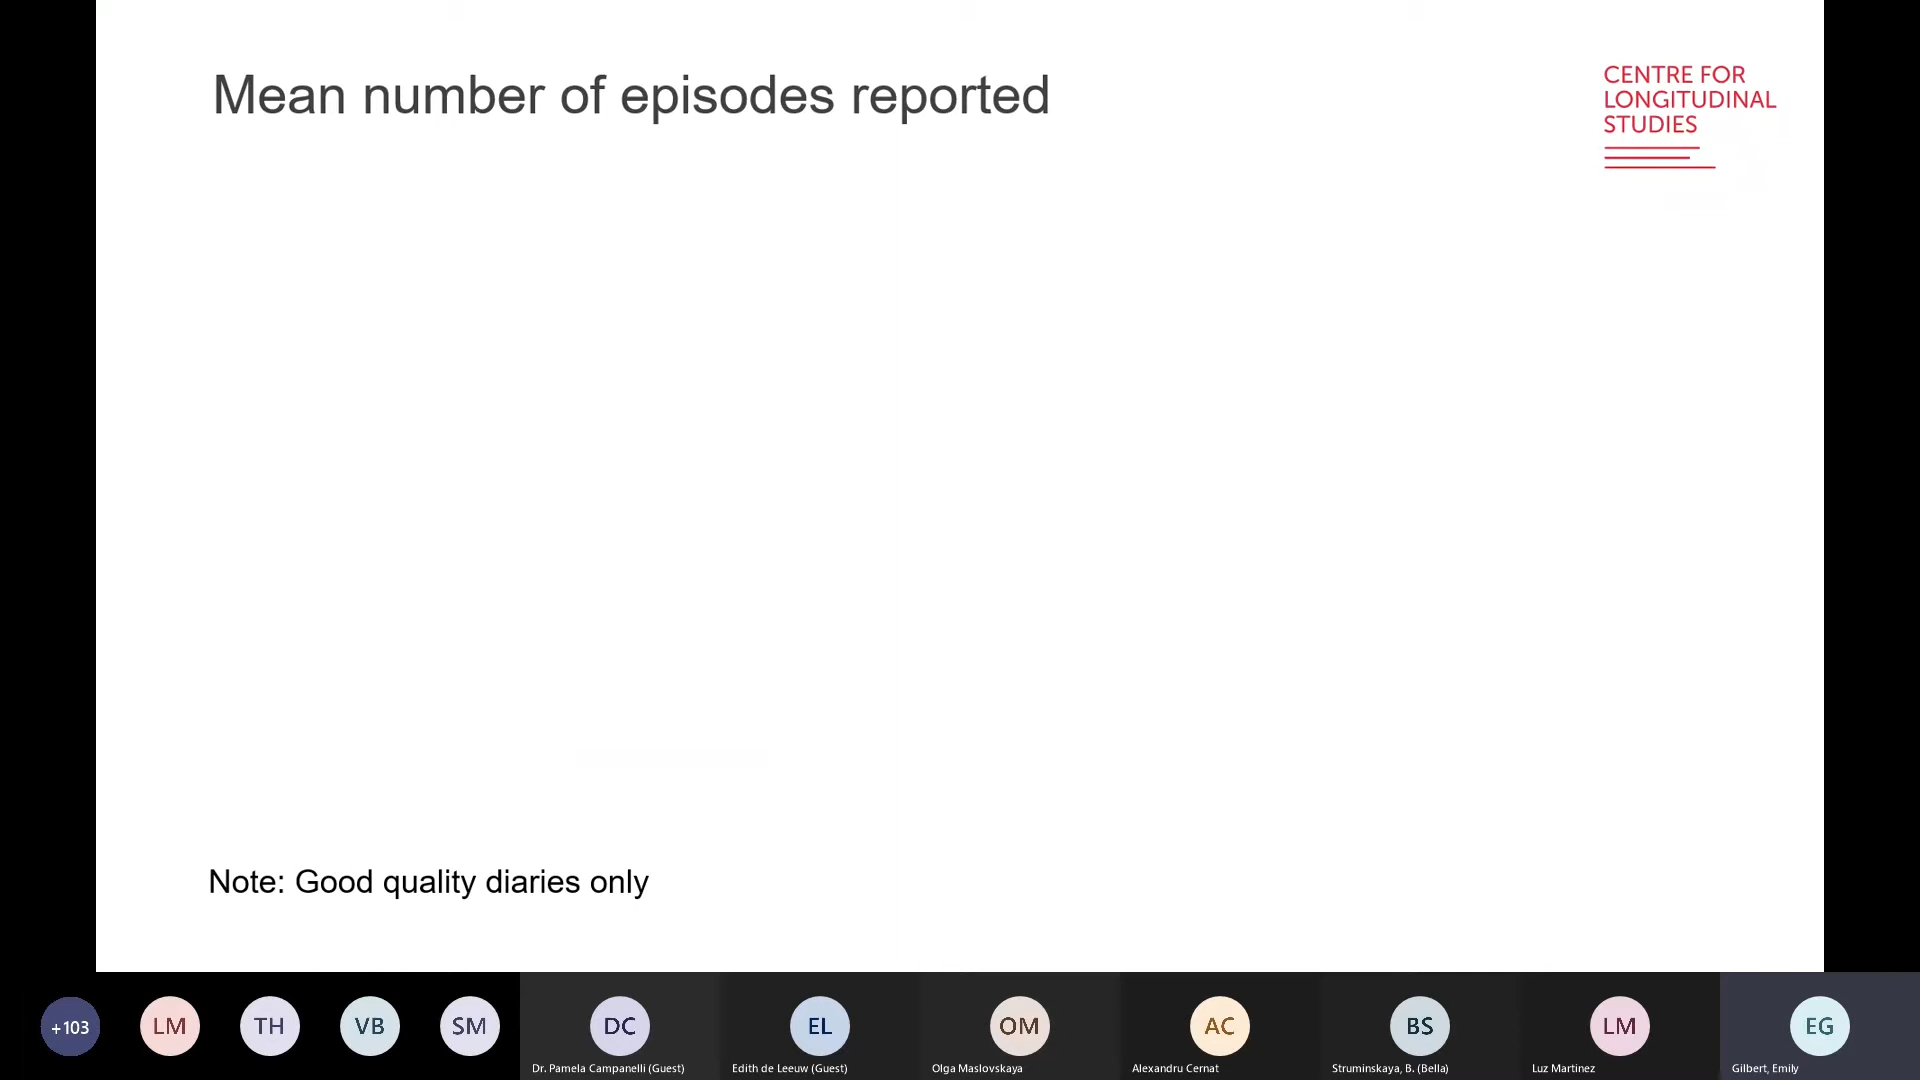 Mean number of episodes reported
CENTRE FOR
LONGITUDINAL
STUDIES
Note: Good quality diaries only
+103
LM
TH
VB
SM
DC
EL
OM
AC
BS
LM
EG
Dr. Pamela Campanelli (Guest)
Edith de Leeuw (Guest)
Olga Maslovskaya
Alexandru Cernat
Struminskaya, B. (Bella)
Luz Martinez
Gilbert, Emily